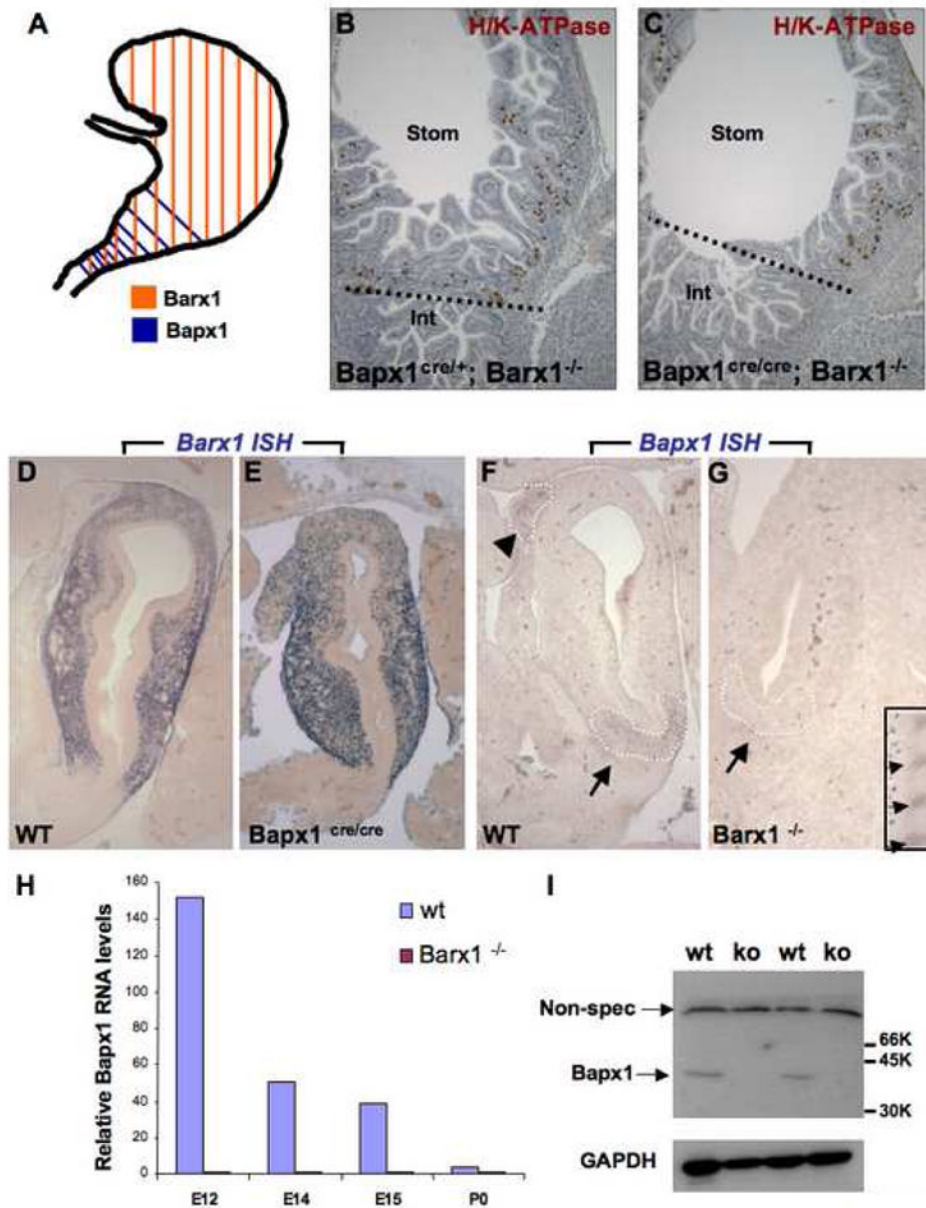 A
Barx1
Bapx1
B
H/K-ATPase
Stom
Int
Bapx1cre/+; Barx1-/-
C
H/K-ATPase
Stom
Int
Bapx1cre/cre; Barx1-/-
Barx1 ISH
Bapx1 ISH
D
WT
E
Bapx1 cre/cre
F
WT
G
Barx1 -/-
H
Relative Bapx1 RNA levels
160
140
120
100
80
60
40
20
0
E12
E14
E15
P0
wt
Barx1 -/-
I
wt ko wt ko
Non-spec
66K
45K
Bapx1
30K
GAPDH